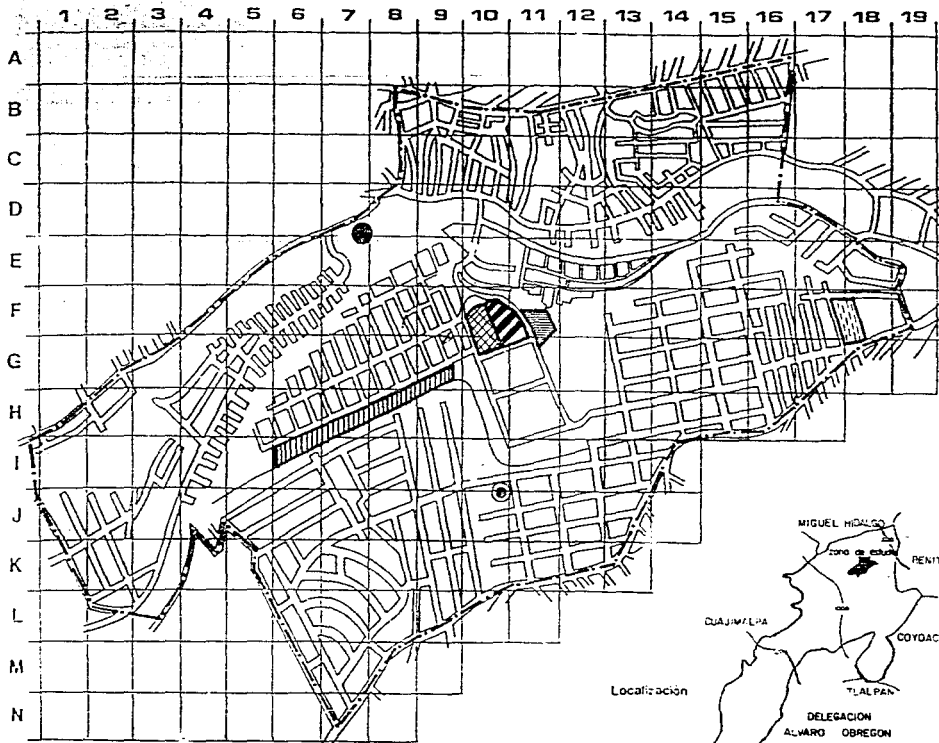 1 2 3 4 5 6 7 8 9 10 11 12 13 14 15 16 17 18 19
A
B
C
D
E
F
G
H
I
J
K
L
M
N
MIGUEL HIDALGO
zona de estudio
BENIT
CUAJIMALPA
COYOAC
TLALPAN
Localización
DELEGACION
ALVARO OBREGON